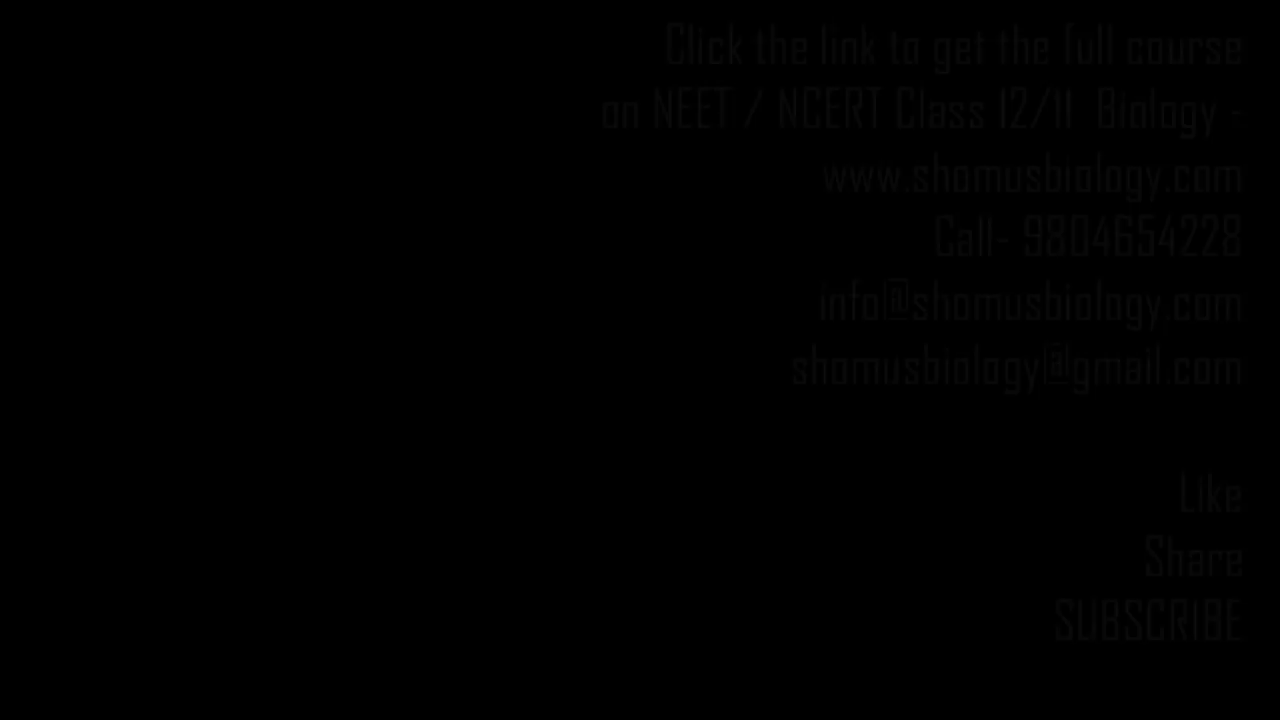 Click the link to get the full course
on NEET / NCERT Class 12/11 Biology -
www.shomusbiology.com
Call- 9804654228
info@shomusbiology.com
shomusbiology@gmail.com
Like
Share
SUBSCRIBE